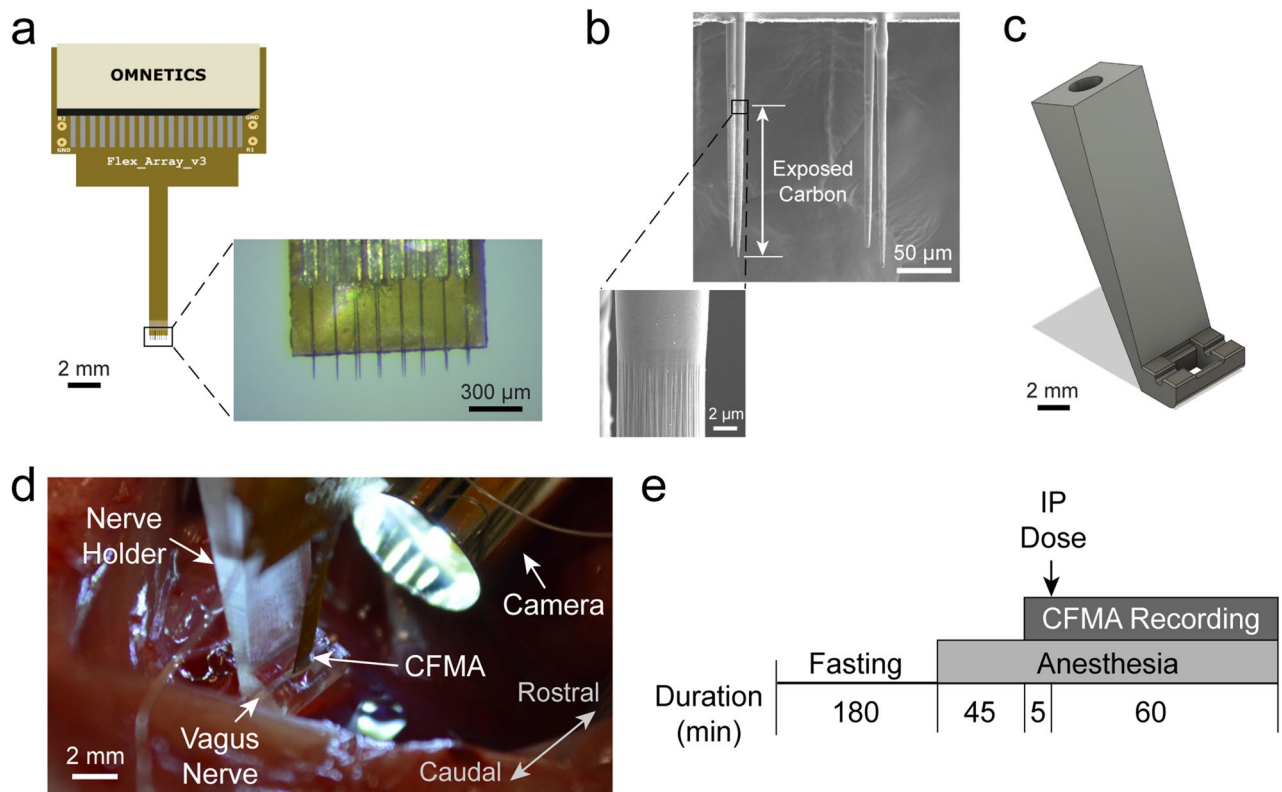 a
OMNETICS
R2
GND
GND
R1
Flex_Array_v3
2 mm
300 µm
b
Exposed
Carbon
50 µm
2 µm
c
2 mm
d
Nerve
Holder
Camera
CFMA
Rostral
Vagus
Nerve
Caudal
2 mm
e
IP
Dose
CFMA Recording
Fasting
Anesthesia
Duration
(min)
180
45
5
60